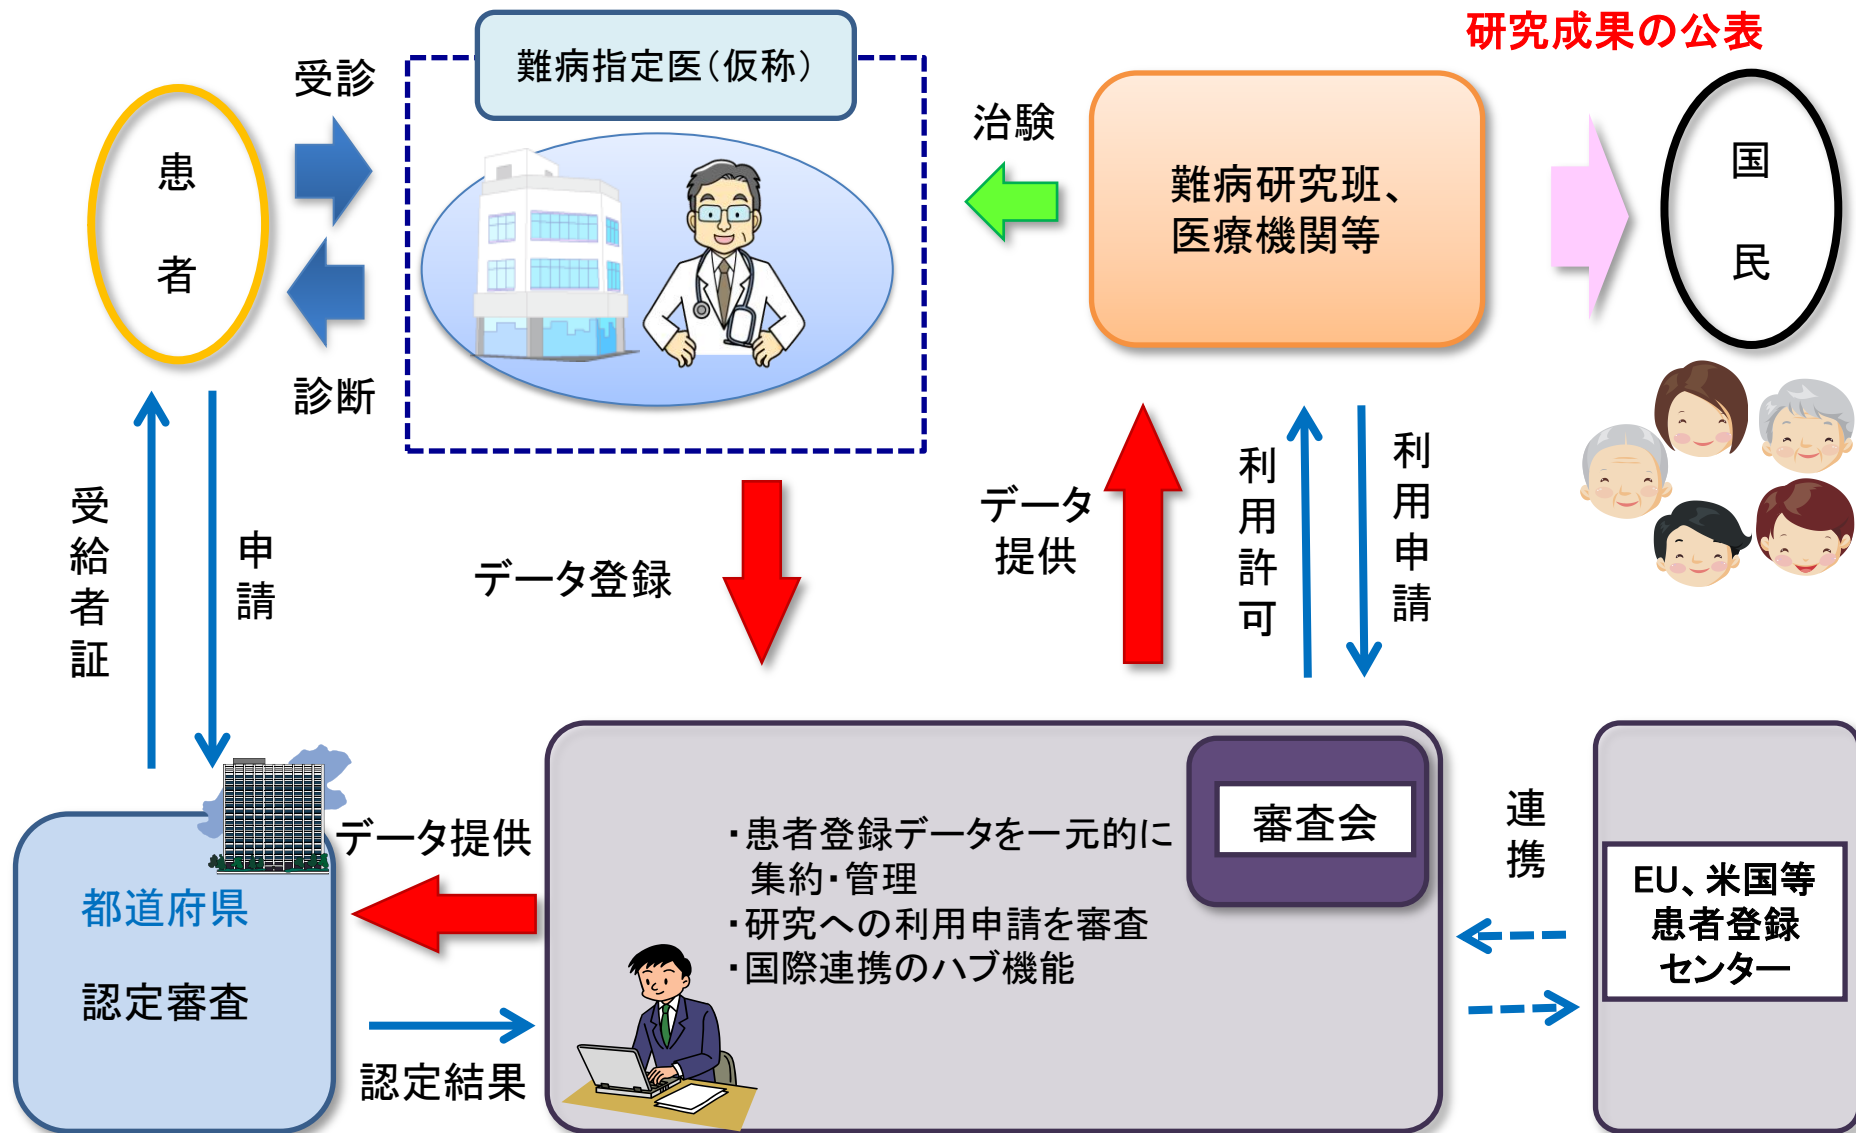 研究成果の公表
難病指定医（仮称）
受診
患者
診断
治験
難病研究班、
医療機関等
国民
受給者証
申請
データ登録
データ
提供
利用許可
利用申請
データ提供
都道府県
認定審査
認定結果
・患者登録データを一元的に
集約・管理
・研究への利用申請を審査
・国際連携のハブ機能
審査会
連携
EU、米国等
患者登録
センター